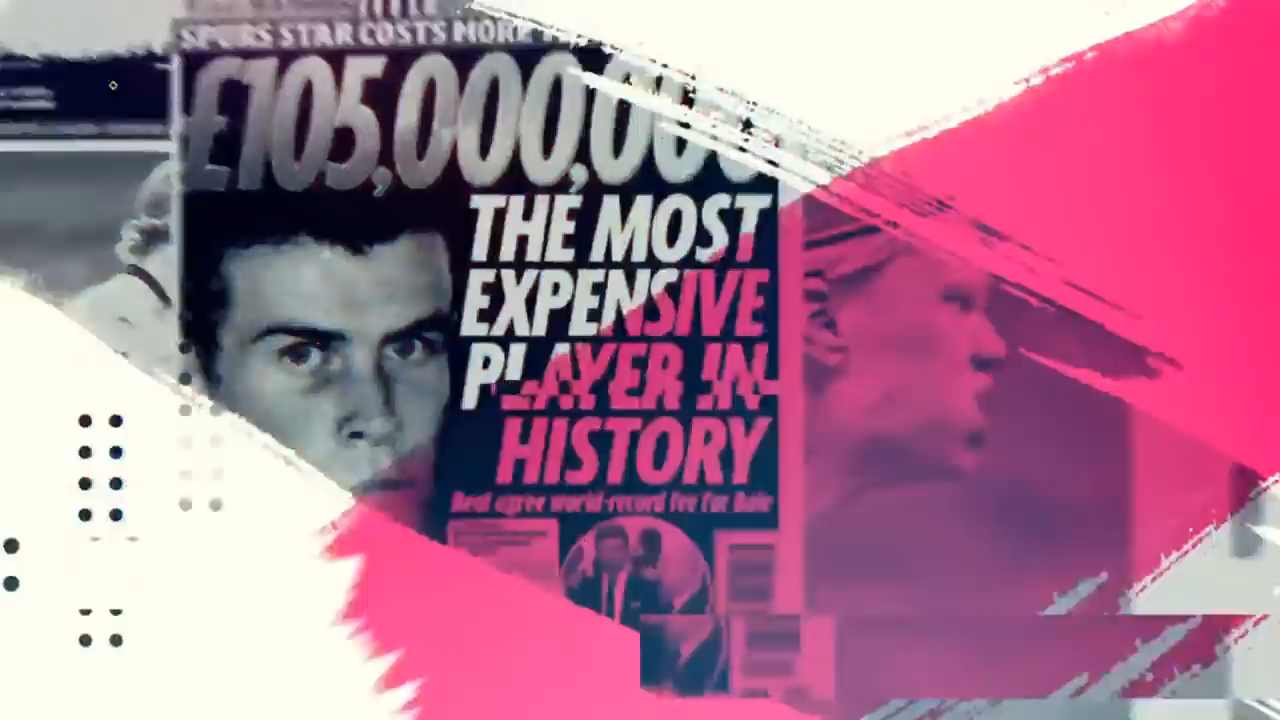 SPURS STAR COSTS MORE
£105,000,000
THE MOST
EXPENSIVE
PLAYER IN
HISTORY
Real agree world-record fee for Bale